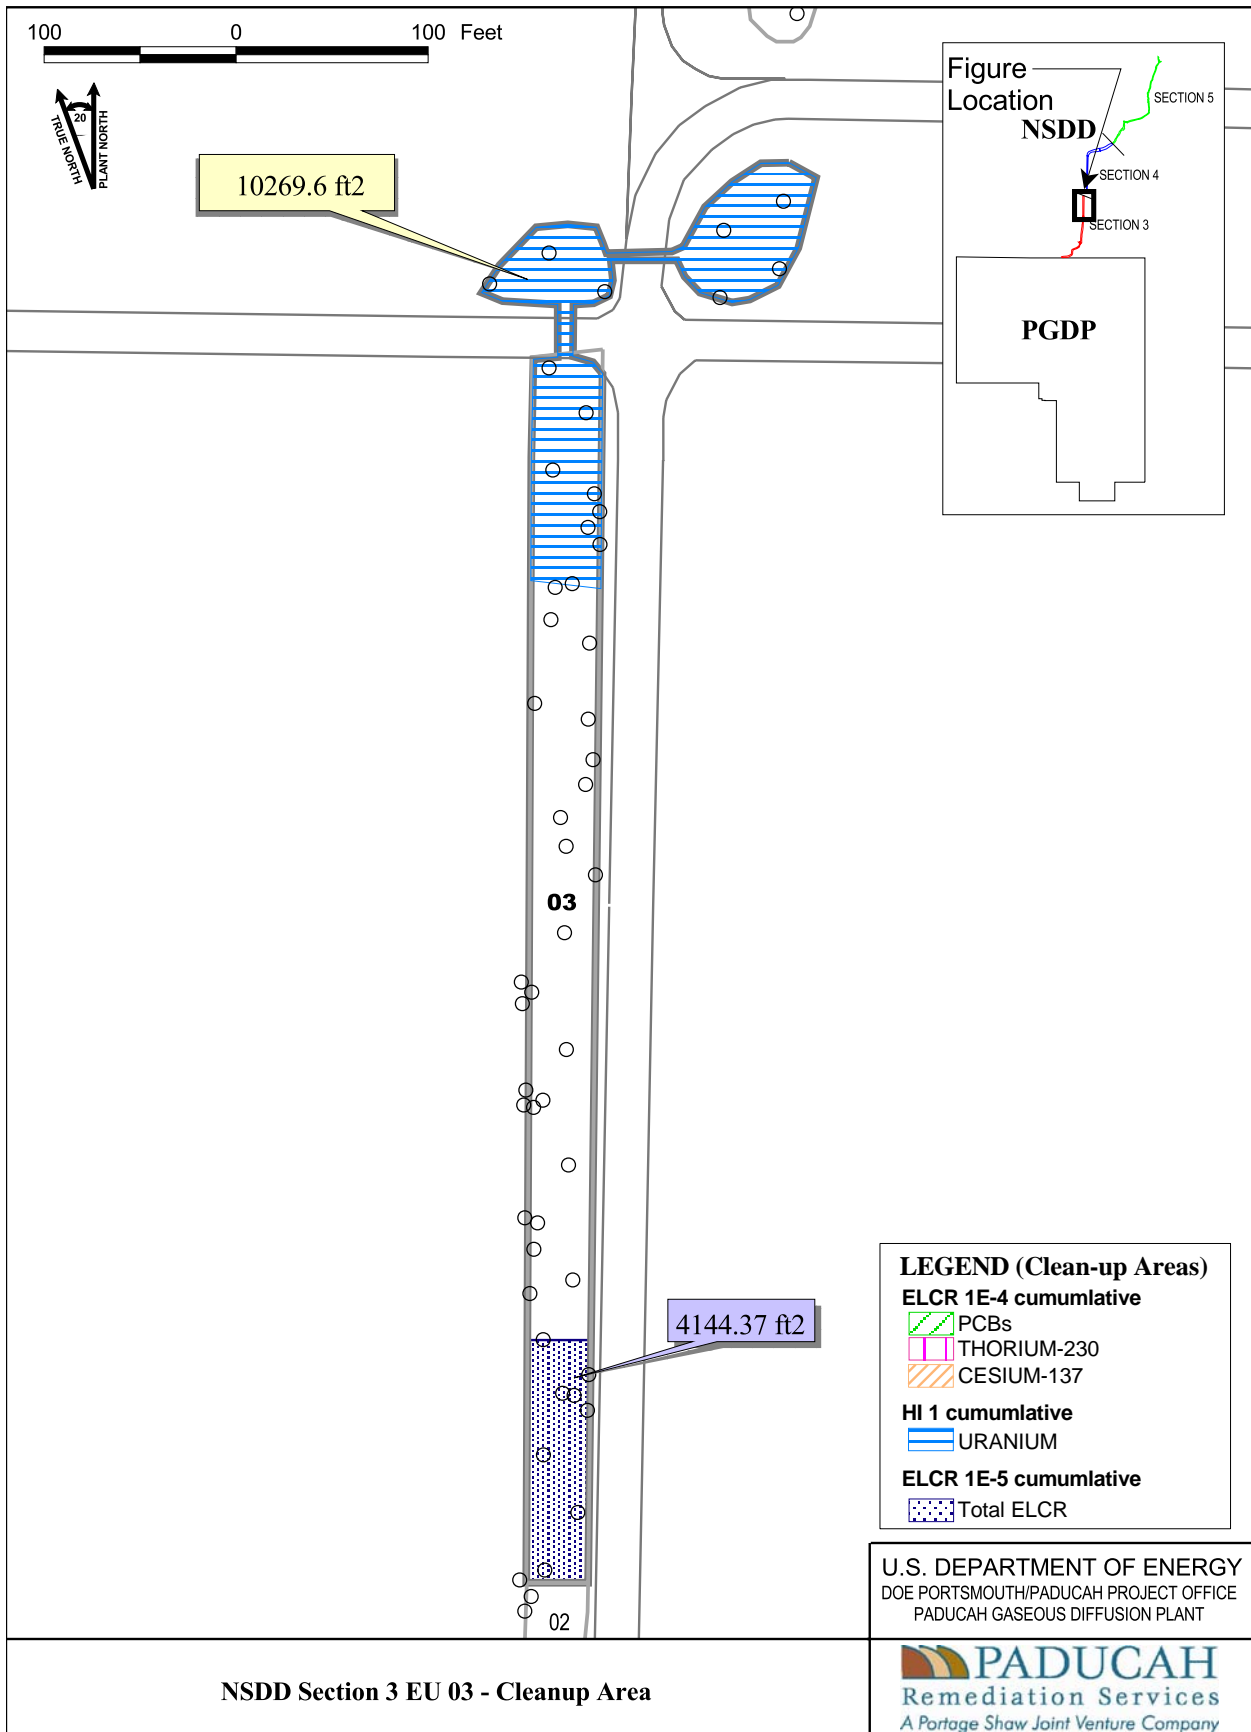 100 0 100 Feet
TRUE NORTH
20
PLANT NORTH
10269.6 ft2
Figure
Location
NSDD
SECTION 5
SECTION 4
SECTION 3
PGDP
03
4144.37 ft2
02
LEGEND (Clean-up Areas)
ELCR 1E-4 cumumlative
PCBs
THORIUM-230
CESIUM-137
HI 1 cumumlative
URANIUM
ELCR 1E-5 cumumlative
Total ELCR
U.S. DEPARTMENT OF ENERGY
DOE PORTSMOUTH/PADUCAH PROJECT OFFICE
PADUCAH GASEOUS DIFFUSION PLANT
NSDD Section 3 EU 03 - Cleanup Area
PADUCAH
Remediation Services
A Portage Shaw Joint Venture Company